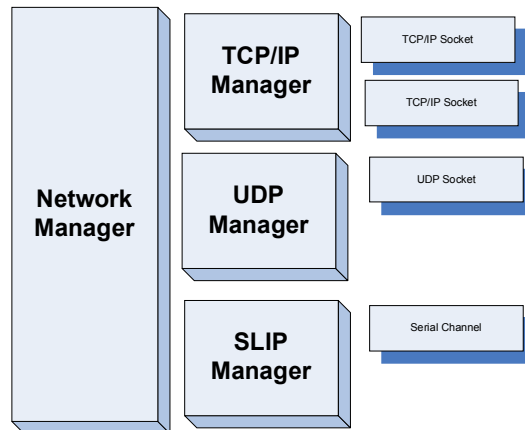 Network
Manager
TCP/IP
Manager
TCP/IP Socket
TCP/IP Socket
UDP
Manager
UDP Socket
SLIP
Manager
Serial Channel